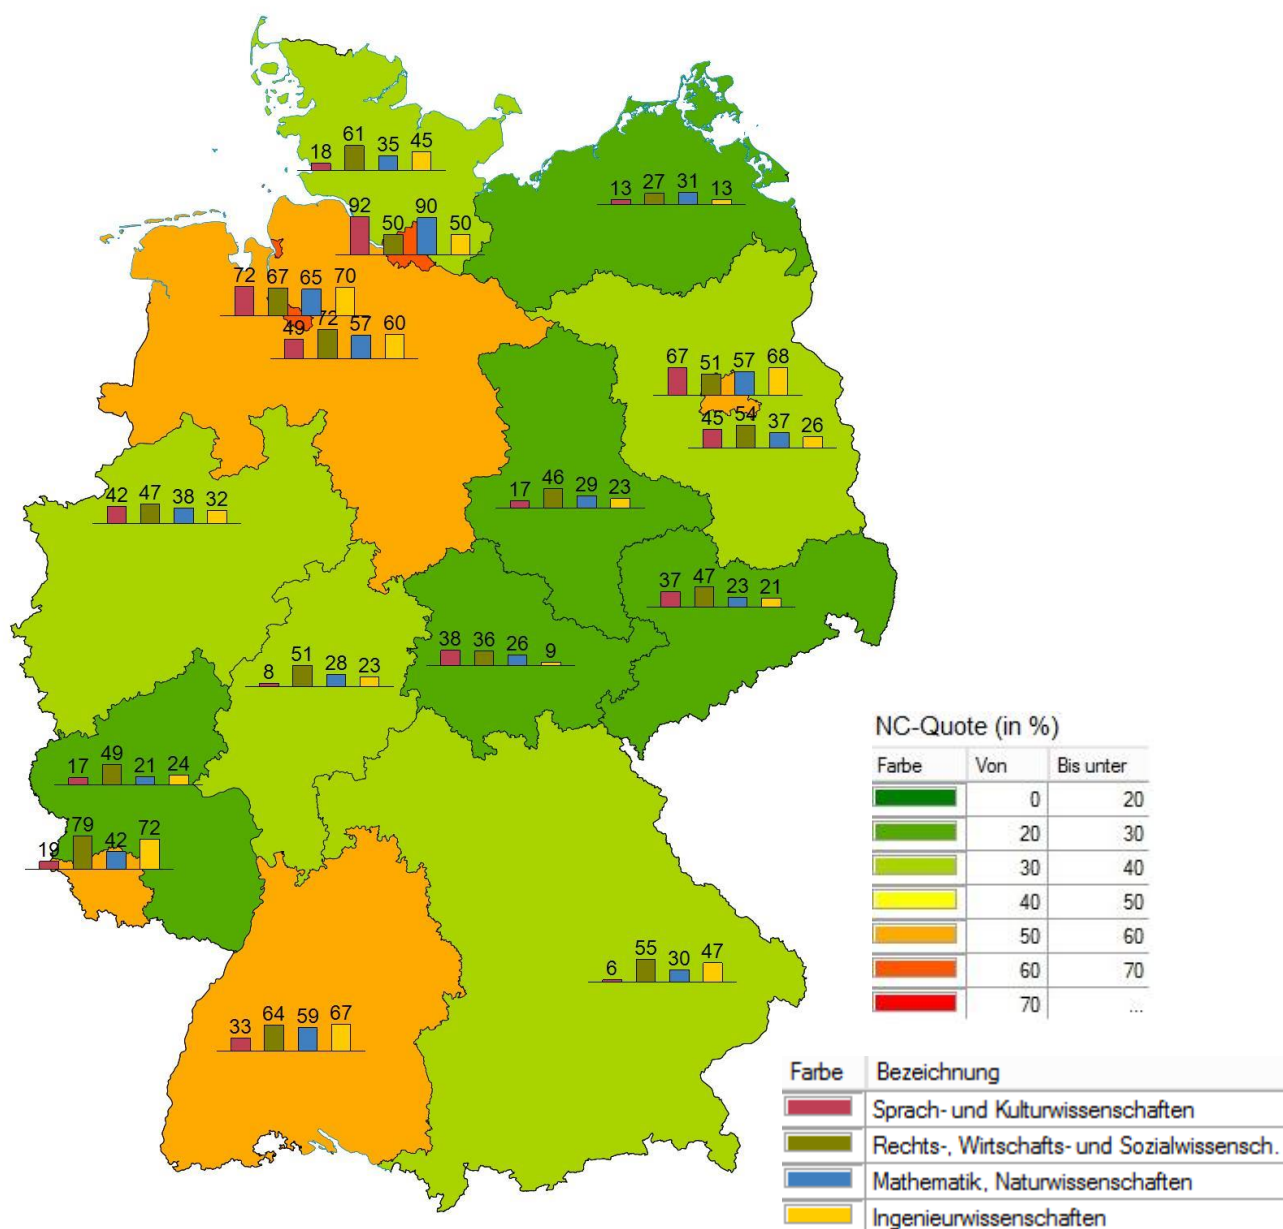 18 61 35 45
13 27 31 13
92 50 90 50
72 67 65 70
49 72 57 60
67 51 57 68
45 54 37 26
42 47 38 32
17 46 29 23
37 47 23 21
38 36 26 9
8 51 28 23
17 49 21 24
19 79 42 72
6 55 30 47
33 64 59 67
NC-Quote (in %)
Farbe Von Bis unter
0 20
20 30
30 40
40 50
50 60
60 70
70 ...
Farbe Bezeichnung
Sprach- und Kulturwissenschaften
Rechts-, Wirtschafts- und Sozialwissensch.
Mathematik, Naturwissenschaften
Ingenieurwissenschaften